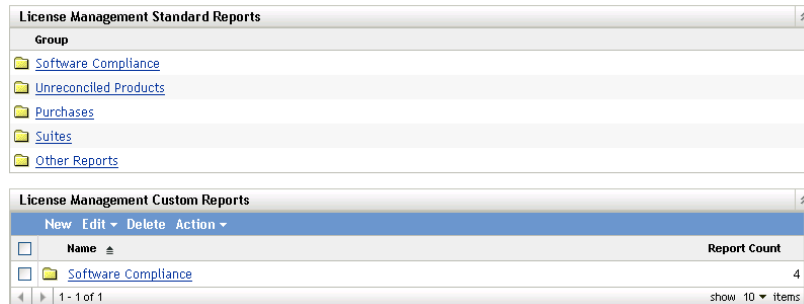 License Management Standard Reports
Group
Software Compliance
Unreconciled Products
Purchases
Suites
Other Reports
License Management Custom Reports
New Edit Delete Action
Name Report Count
Software Compliance 4
1 - 1 of 1 show 10 items